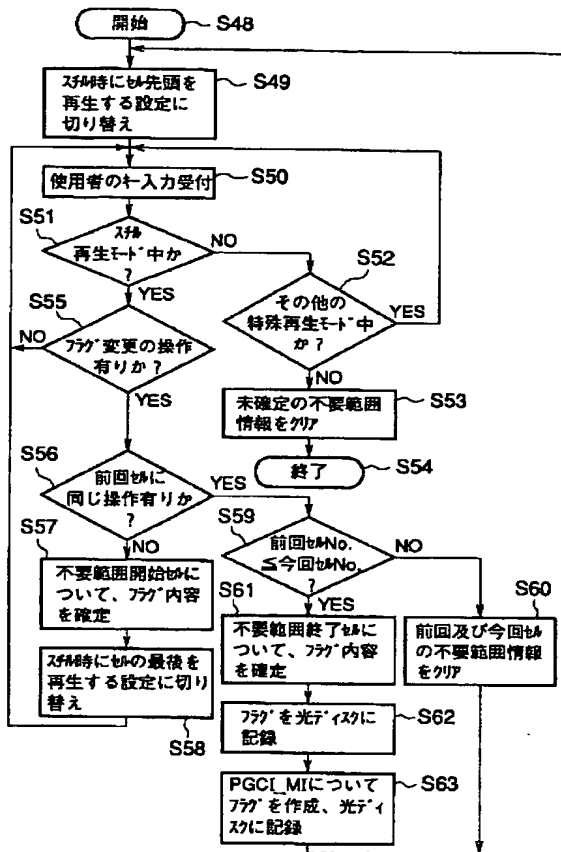 開始
S48
スチル時にセル先頭を
再生する設定に
切り替え
S49
使用者のキー入力受付
S50
S51
スチル
再生モード中か
?
NO
YES
S52
その他の
特殊再生モード中
か?
YES
NO
S55
フラグ変更の操作
有りか?
NO
YES
未確定の不要範囲
情報をクリア
S53
終了
S54
S56
前回セルに
同じ操作有りか
?
YES
NO
S57
不要範囲開始セルに
ついて、フラグ内容
を確定
スチル時にセルの最後を
再生する設定に切り
替え
S58
S59
前回セルNo.
≦今回セルNo.
?
NO
YES
S61
不要範囲終了セルに
ついて、フラグ内容を
確定
S60
前回及び今回セル
の不要範囲情報
をクリア
フラグを光ディスクに
記録
S62
PGCI_MIについて
フラグを作成、光ディ
スクに記録
S63